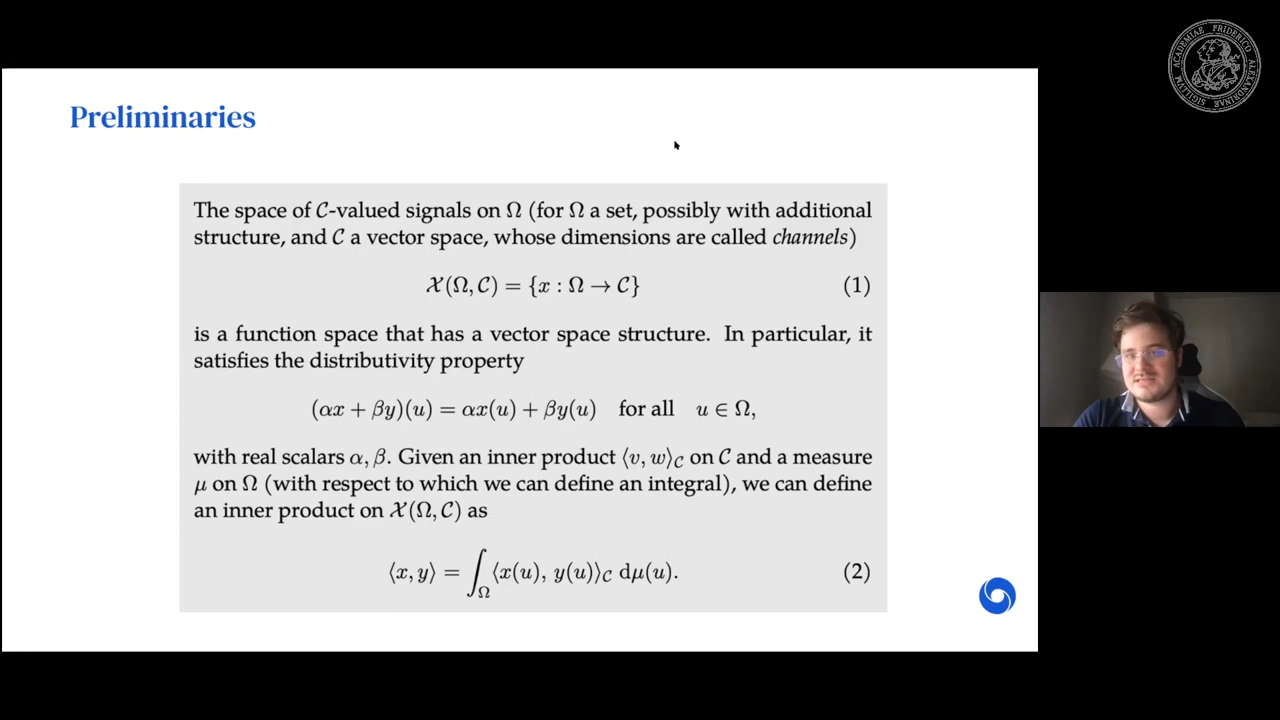 ACADEMIAE FRIDERICO ALEXANDRINAE SIGILLVM
Preliminaries
The space of 𝒞-valued signals on Ω (for Ω a set, possibly with additional
structure, and 𝒞 a vector space, whose dimensions are called channels)
𝒳(Ω, 𝒞) = {x : Ω → 𝒞} (1)
is a function space that has a vector space structure. In particular, it
satisfies the distributivity property
(αx + βy)(u) = αx(u) + βy(u) for all u ∈ Ω,
with real scalars α, β. Given an inner product ⟨v, w⟩_𝒞 on 𝒞 and a measure
μ on Ω (with respect to which we can define an integral), we can define
an inner product on 𝒳(Ω, 𝒞) as
⟨x, y⟩ = ∫_Ω ⟨x(u), y(u)⟩_𝒞 dμ(u). (2)